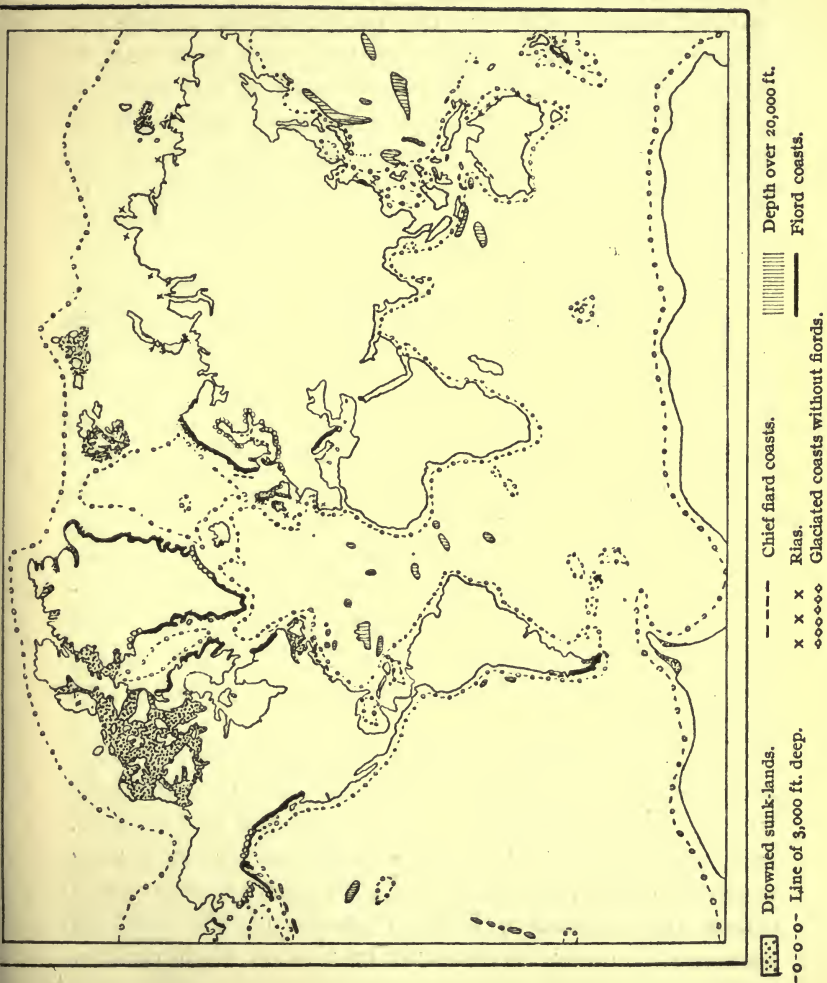 Drowned sunk-lands.
Chief fiard coasts.
Depth over 20,000 ft.
Line of 3,000 ft. deep.
Rias.
Fiord coasts.
Glaciated coasts without fiords.